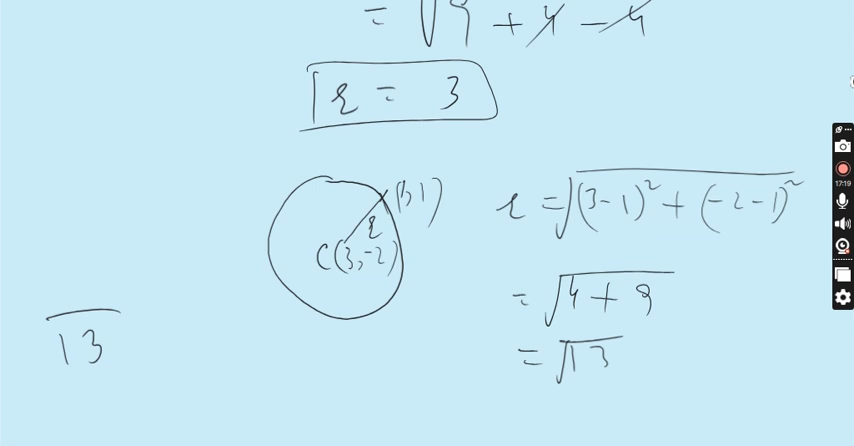 = √9 + 4 - 4
r = 3
(1,1)
r
C(3,-2)
r = √(3-1)² + (-2-1)²
= √4 + 9
= √13
13
17:19